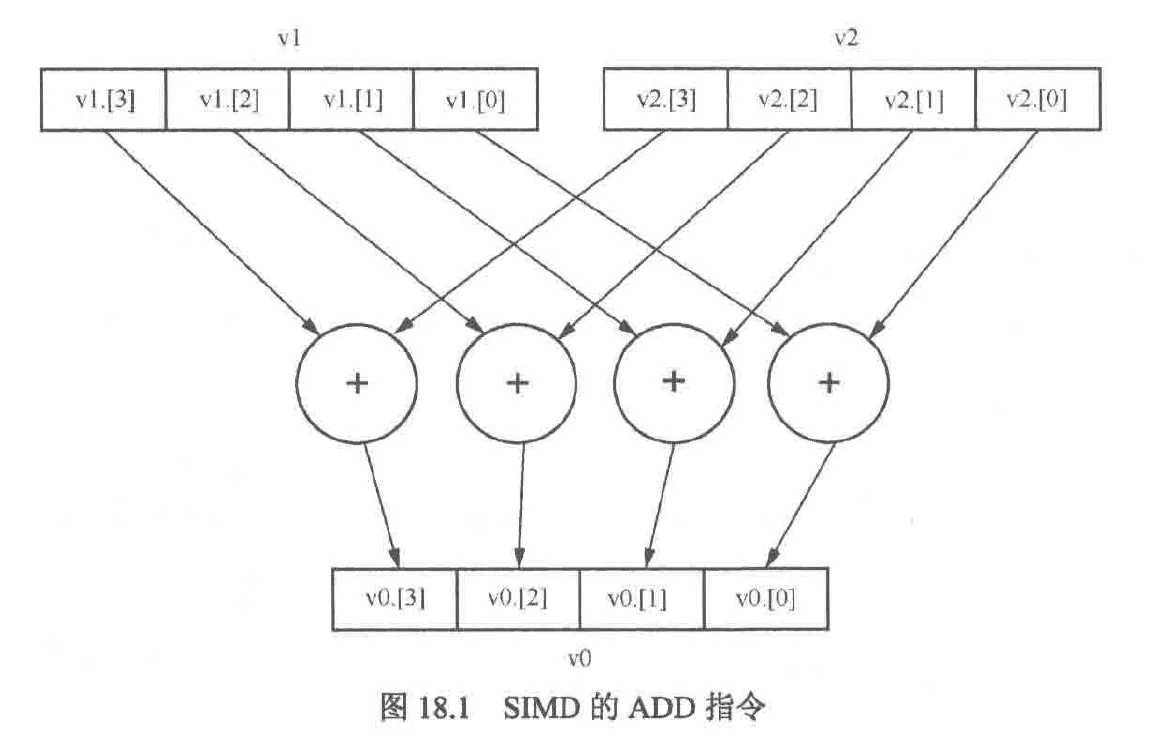 v1 v2
v1.[3] v1.[2] v1.[1] v1.[0] v2.[3] v2.[2] v2.[1] v2.[0]
+ + + +
v0.[3] v0.[2] v0.[1] v0.[0]
v0
图 18.1 SIMD 的 ADD 指令